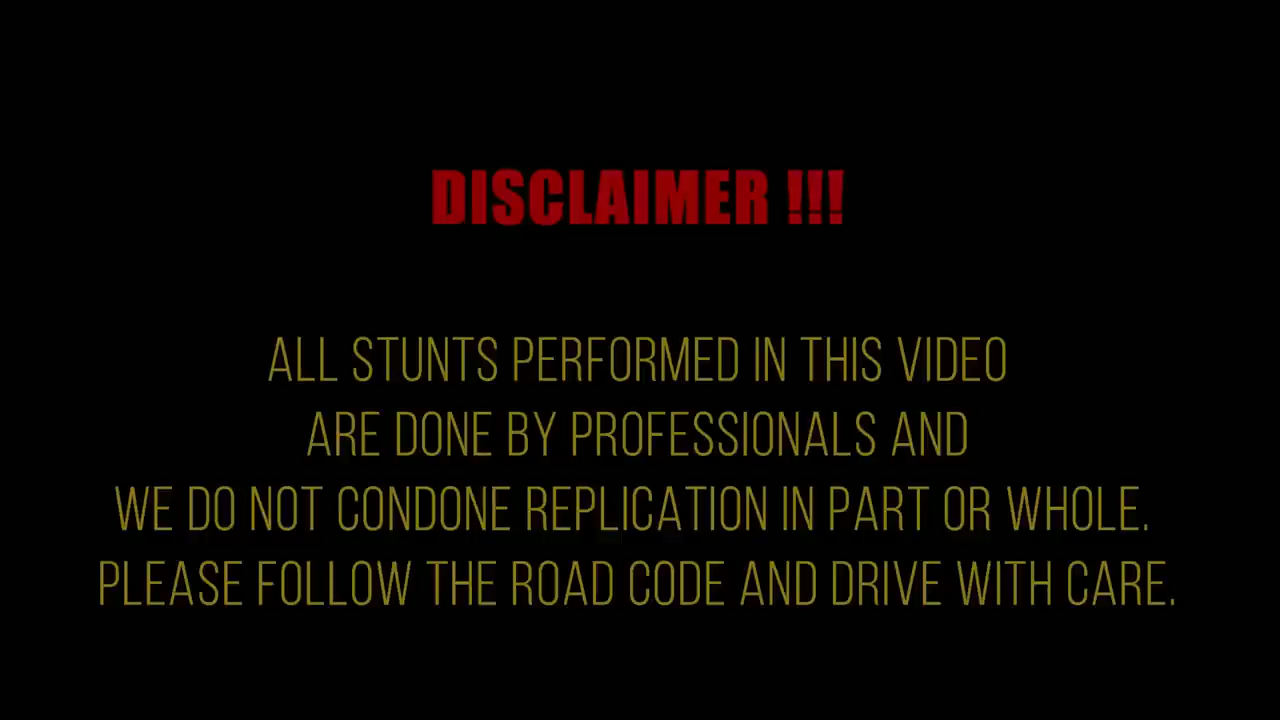 DISCLAIMER !!!
ALL STUNTS PERFORMED IN THIS VIDEO
ARE DONE BY PROFESSIONALS AND
WE DO NOT CONDONE REPLICATION IN PART OR WHOLE.
PLEASE FOLLOW THE ROAD CODE AND DRIVE WITH CARE.